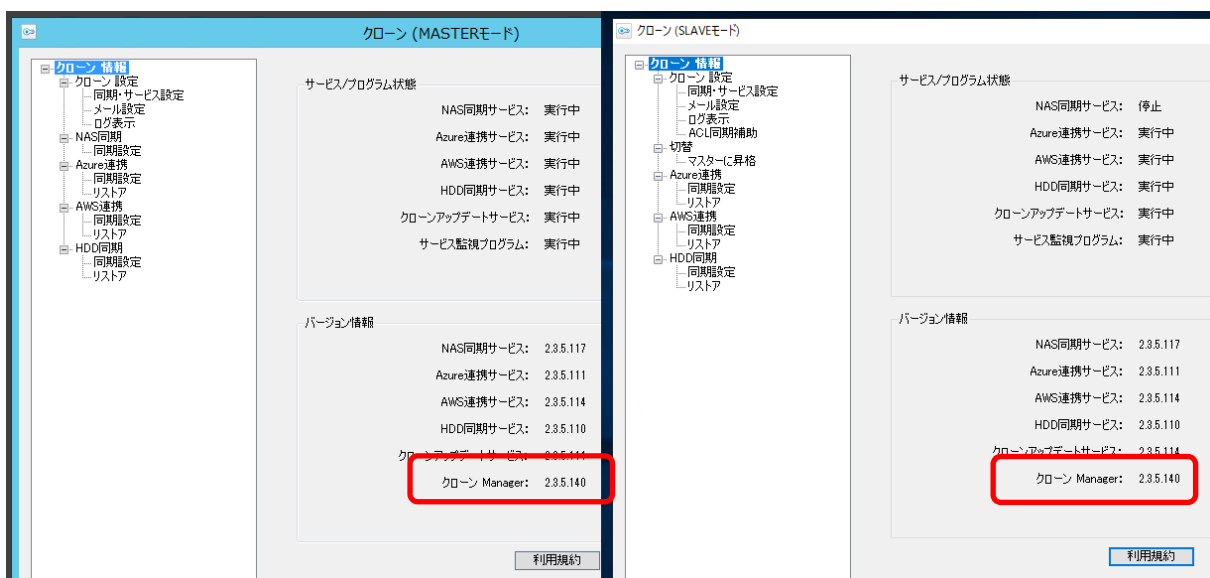 クローン (MASTERモード)
クローン 情報
クローン 設定
同期・サービス設定
メール設定
ログ表示
NAS同期
同期設定
Azure連携
同期設定
リストア
AWS連携
同期設定
リストア
HDD同期
同期設定
リストア
サービス/プログラム状態
NAS同期サービス: 実行中
Azure連携サービス: 実行中
AWS連携サービス: 実行中
HDD同期サービス: 実行中
クローンアップデートサービス: 実行中
サービス監視プログラム: 実行中
バージョン情報
NAS同期サービス: 2.3.5.117
Azure連携サービス: 2.3.5.111
AWS連携サービス: 2.3.5.114
HDD同期サービス: 2.3.5.110
クローン Manager: 2.3.5.140
利用規約
クローン (SLAVEモード)
クローン 情報
クローン 設定
同期・サービス設定
メール設定
ログ表示
ACL同期補助
切替
マスターに昇格
Azure連携
同期設定
リストア
AWS連携
同期設定
リストア
HDD同期
同期設定
リストア
サービス/プログラム状態
NAS同期サービス: 停止
Azure連携サービス: 実行中
AWS連携サービス: 実行中
HDD同期サービス: 実行中
クローンアップデートサービス: 実行中
サービス監視プログラム: 実行中
バージョン情報
NAS同期サービス: 2.3.5.117
Azure連携サービス: 2.3.5.111
AWS連携サービス: 2.3.5.114
HDD同期サービス: 2.3.5.110
クローンアップデートサービス: 2.3.5.114
クローン Manager: 2.3.5.140
利用規約